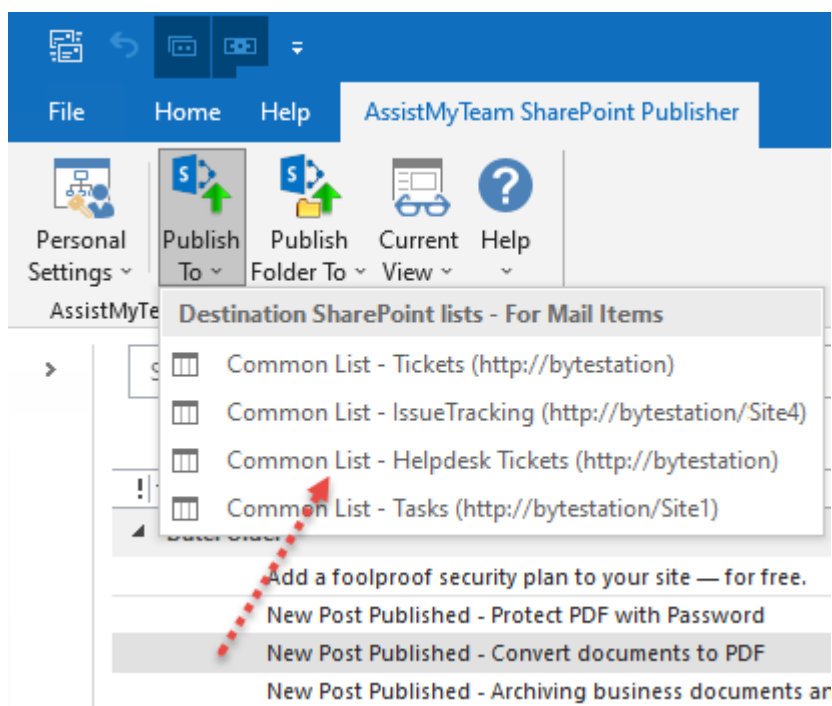 File Home Help AssistMyTeam SharePoint Publisher
Personal Settings
Publish To
Publish Folder To
Current View
Help
Destination SharePoint lists - For Mail Items
Common List - Tickets (http://bytestation)
Common List - IssueTracking (http://bytestation/Site4)
Common List - Helpdesk Tickets (http://bytestation)
Common List - Tasks (http://bytestation/Site1)
!
Add a foolproof security plan to your site — for free.
New Post Published - Protect PDF with Password
New Post Published - Convert documents to PDF
New Post Published - Archiving business documents